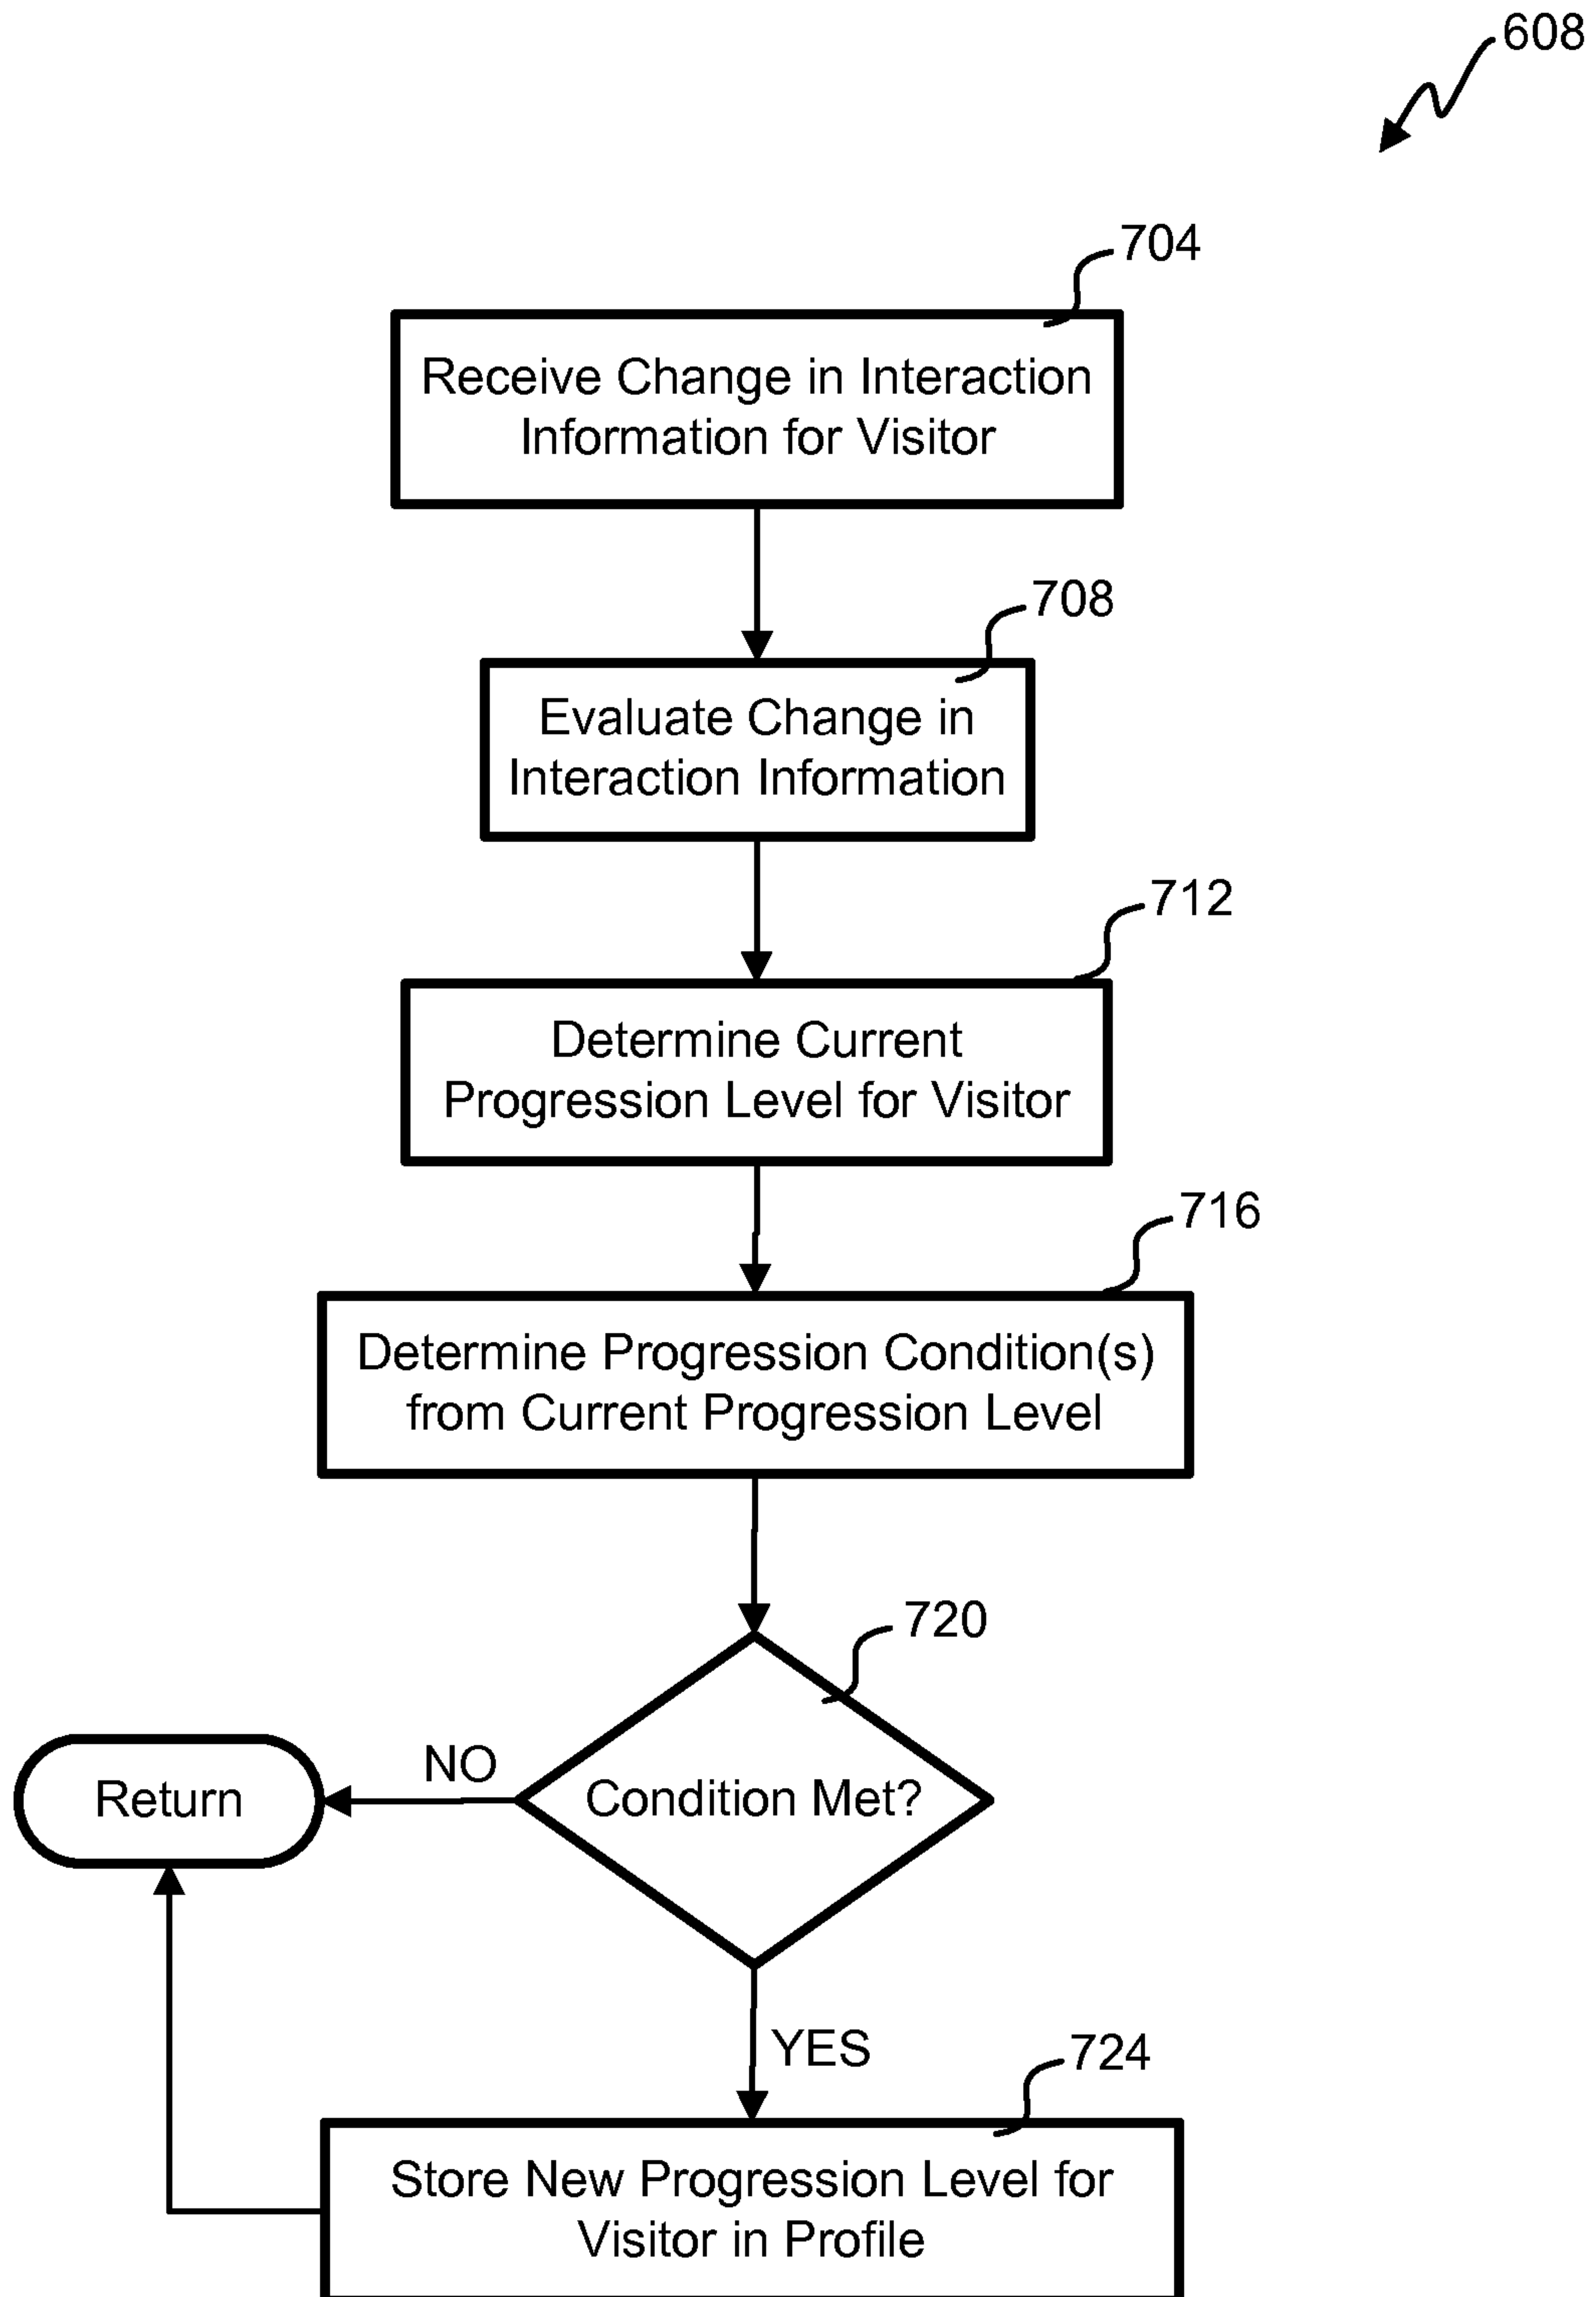 608
704
Receive Change in Interaction
Information for Visitor
708
Evaluate Change in
Interaction Information
712
Determine Current
Progression Level for Visitor
716
Determine Progression Condition(s)
from Current Progression Level
720
Condition Met?
NO
Return
YES
724
Store New Progression Level for
Visitor in Profile